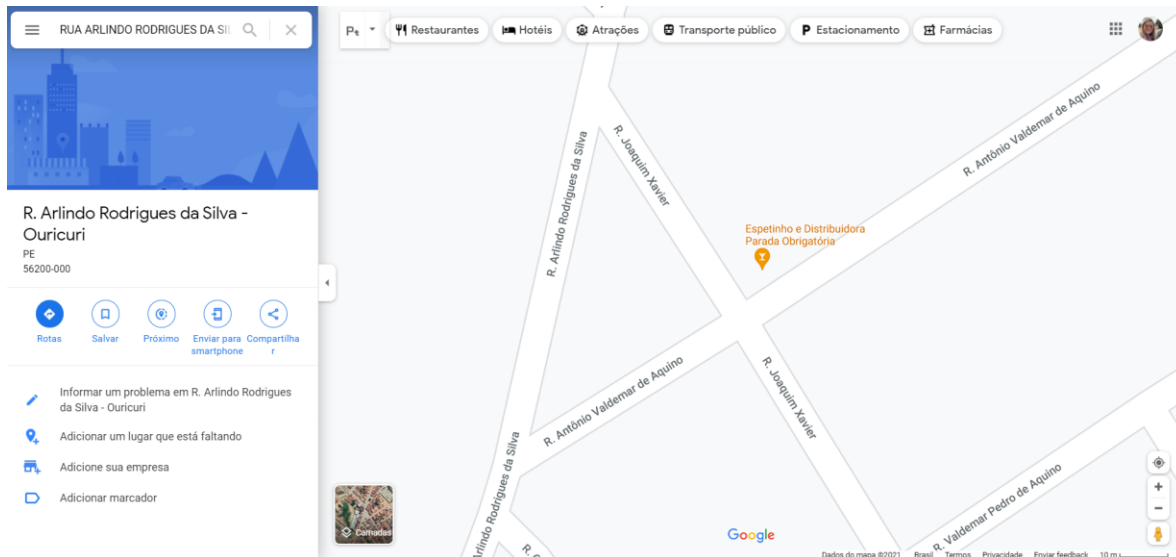 RUA ARLINDO RODRIGUES DA SIL
Restaurantes
Hotéis
Atrações
Transporte público
P Estacionamento
Farmácias
R. Arlindo Rodrigues da Silva -
Ouricuri
PE
56200-000
Rotas
Salvar
Próximo
Enviar para
smartphone
Compartilha
r
Informar um problema em R. Arlindo Rodrigues
da Silva - Ouricuri
Adicionar um lugar que está faltando
Adicione sua empresa
Adicionar marcador
R. Arlindo Rodrigues da Silva
R. Joaquim Xavier
R. Antônio Valdemar de Aquino
Espetinho e Distribuidora
Parada Obrigatória
R. Antônio Valdemar de Aquino
R. Joaquim Xavier
R. Arlindo Rodrigues da Silva
R. Valdemar Pedro de Aquino
Camadas
Google
Dados do mapa ©2021
Brasil
Termos
Privacidade
Enviar feedback
10 m